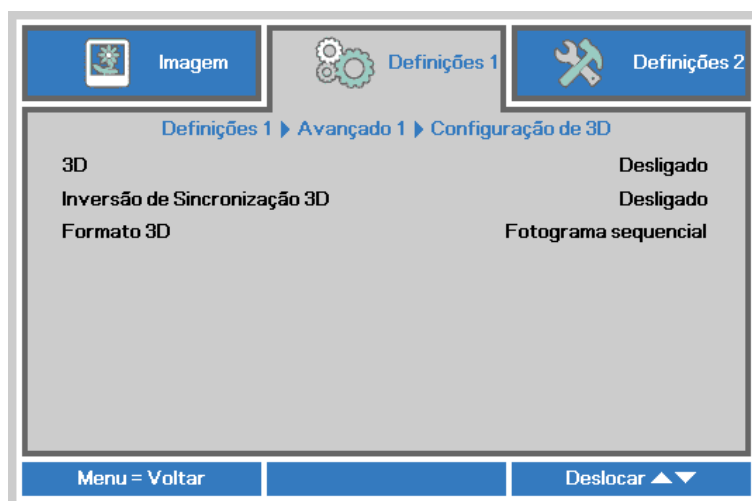 Imagem Definições 1 Definições 2
Definições 1 ▶ Avançado 1 ▶ Configuração de 3D
3D Desligado
Inversão de Sincronização 3D Desligado
Formato 3D Fotograma sequencial
Menu = Voltar Deslocar ▲▼